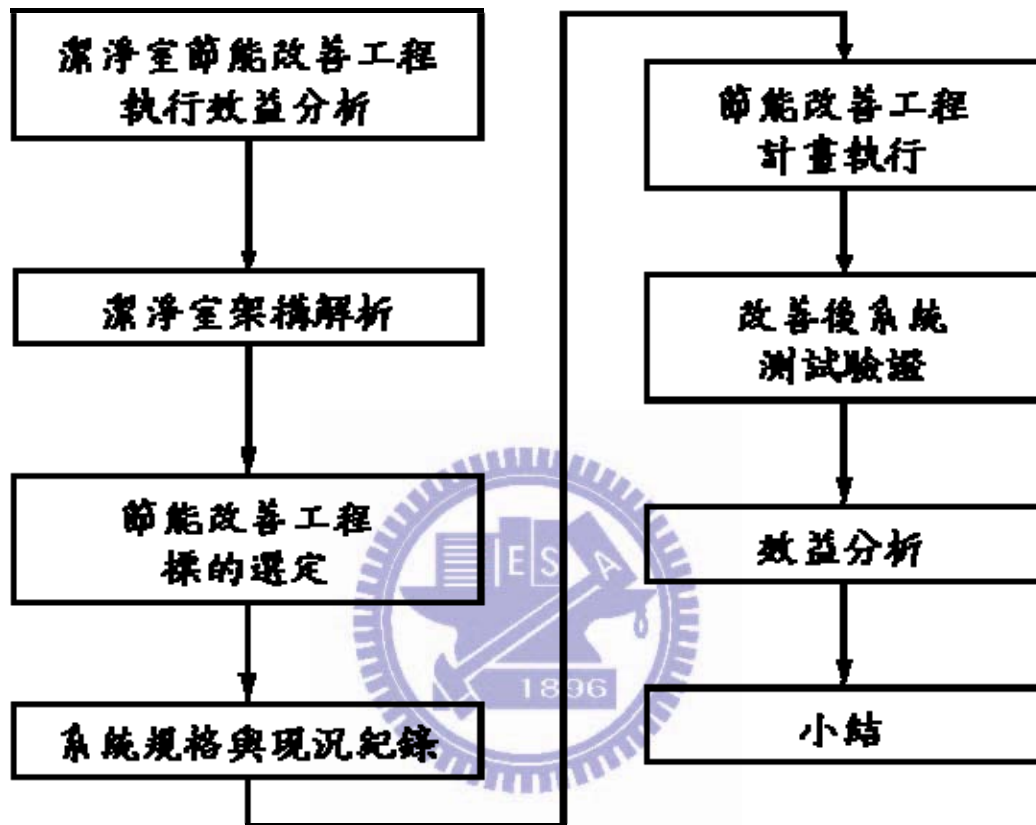 潔淨室節能改善工程
執行效益分析
潔淨室架構解析
節能改善工程
標的選定
系統規格與現況紀錄
節能改善工程
計畫執行
改善後系統
測試驗證
效益分析
小結
E S A
1896